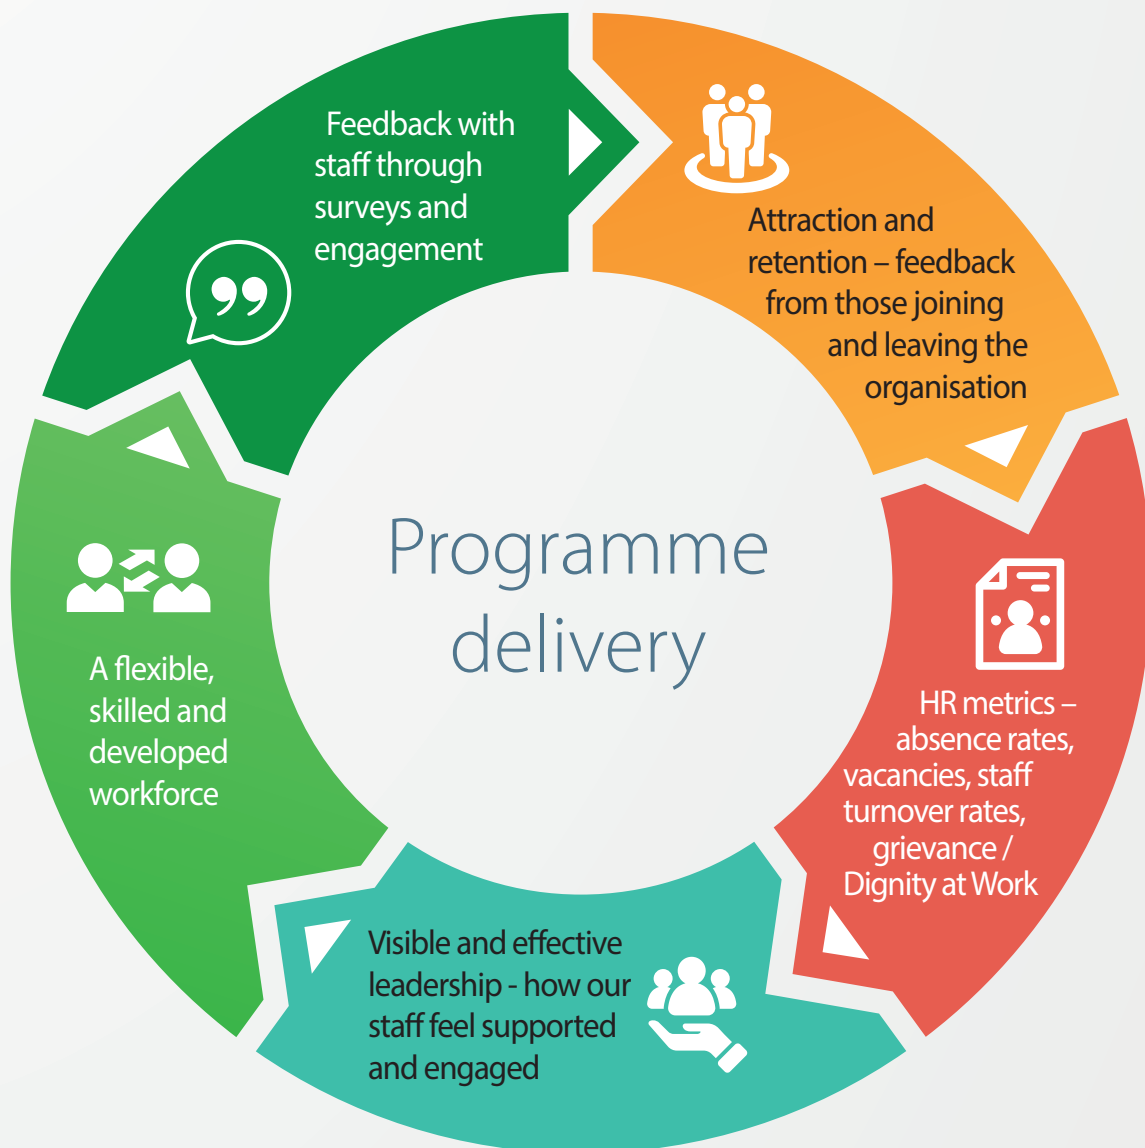 Feedback with
staff through
surveys and
engagement
Attraction and
retention – feedback
from those joining
and leaving the
organisation
HR metrics –
absence rates,
vacancies, staff
turnover rates,
grievance /
Dignity at Work
Visible and effective
leadership - how our
staff feel supported
and engaged
A flexible,
skilled and
developed
workforce
Programme
delivery